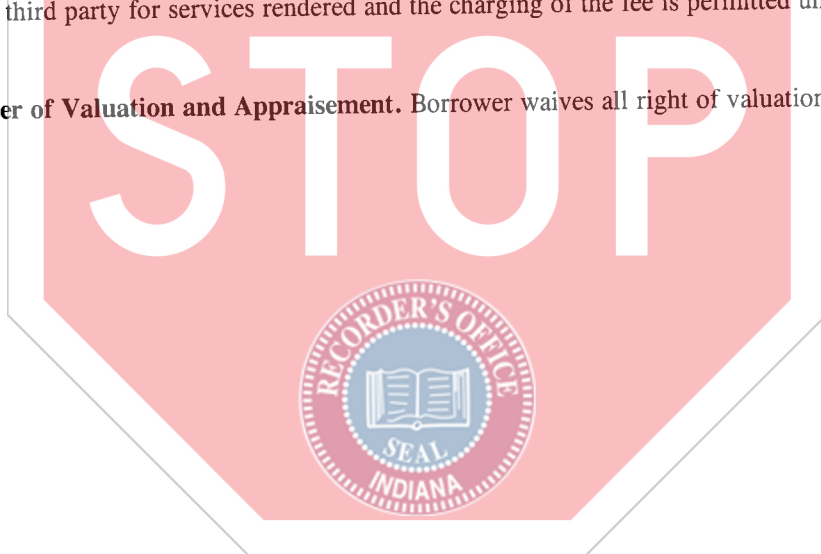 third party for services rendered and the charging of the fee is permitted
er of Valuation and Appraisement. Borrower waives all right of valuation
STOP
RECORDER'S OFFICE
SEAL
INDIANA